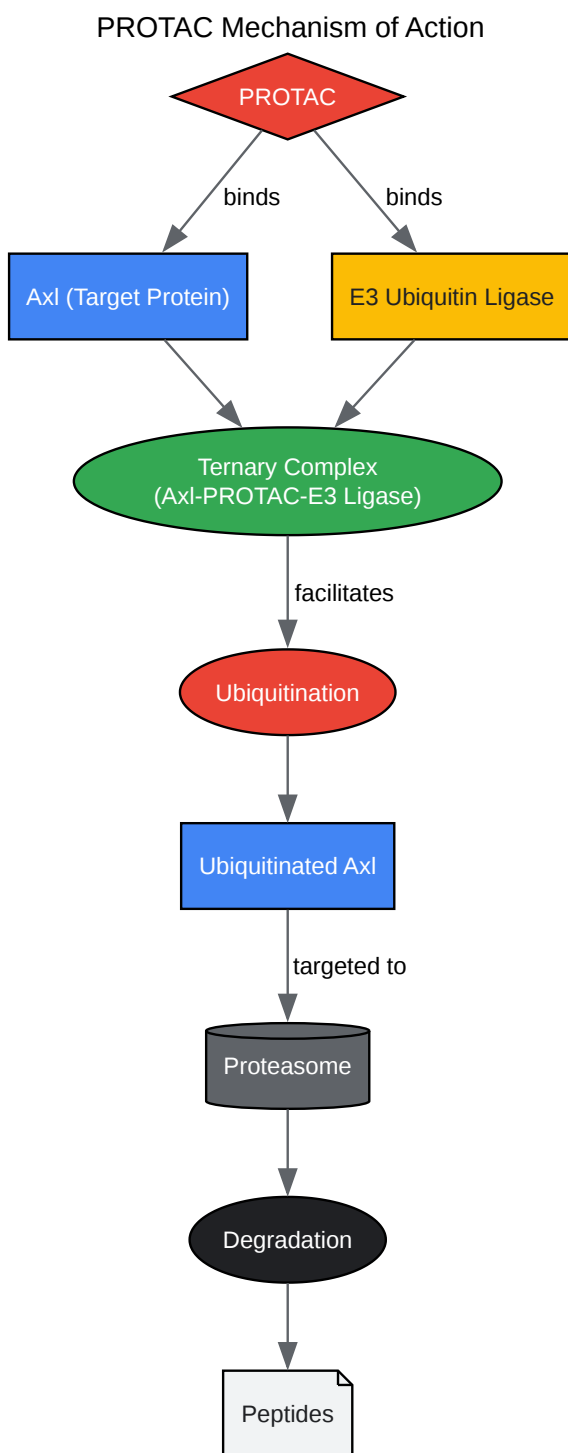 PROTAC Mechanism of Action
PROTAC
binds
binds
Axl (Target Protein)
E3 Ubiquitin Ligase
Ternary Complex
(Axl-PROTAC-E3 Ligase)
facilitates
Ubiquitination
Ubiquitinated Axl
targeted to
Proteasome
Degradation
Peptides